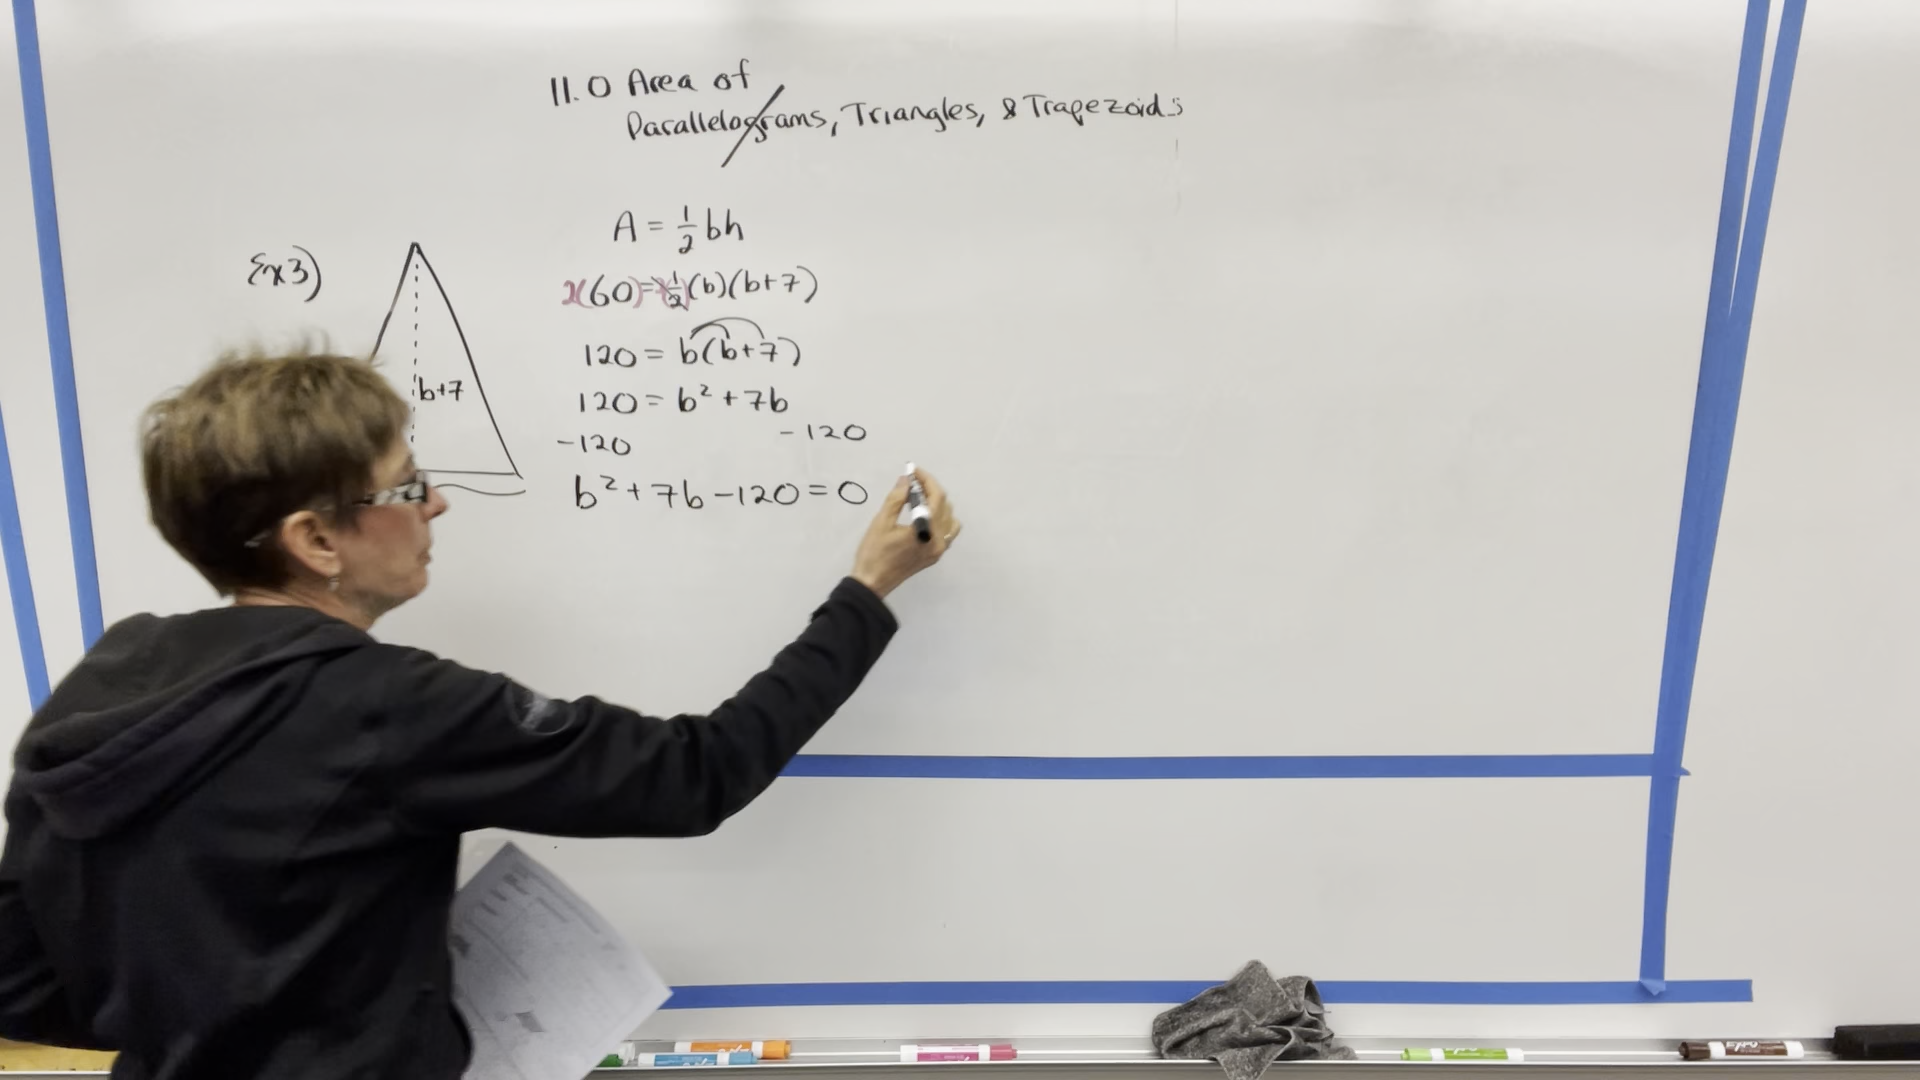 11.0 Area of
Parallelograms, Triangles, & Trapezoids
Ex3)
b+7
A = 1/2 bh
2(60) = 2(1/2)(b)(b+7)
120 = b(b+7)
120 = b² + 7b
-120 -120
b² + 7b - 120 = 0
EXPO